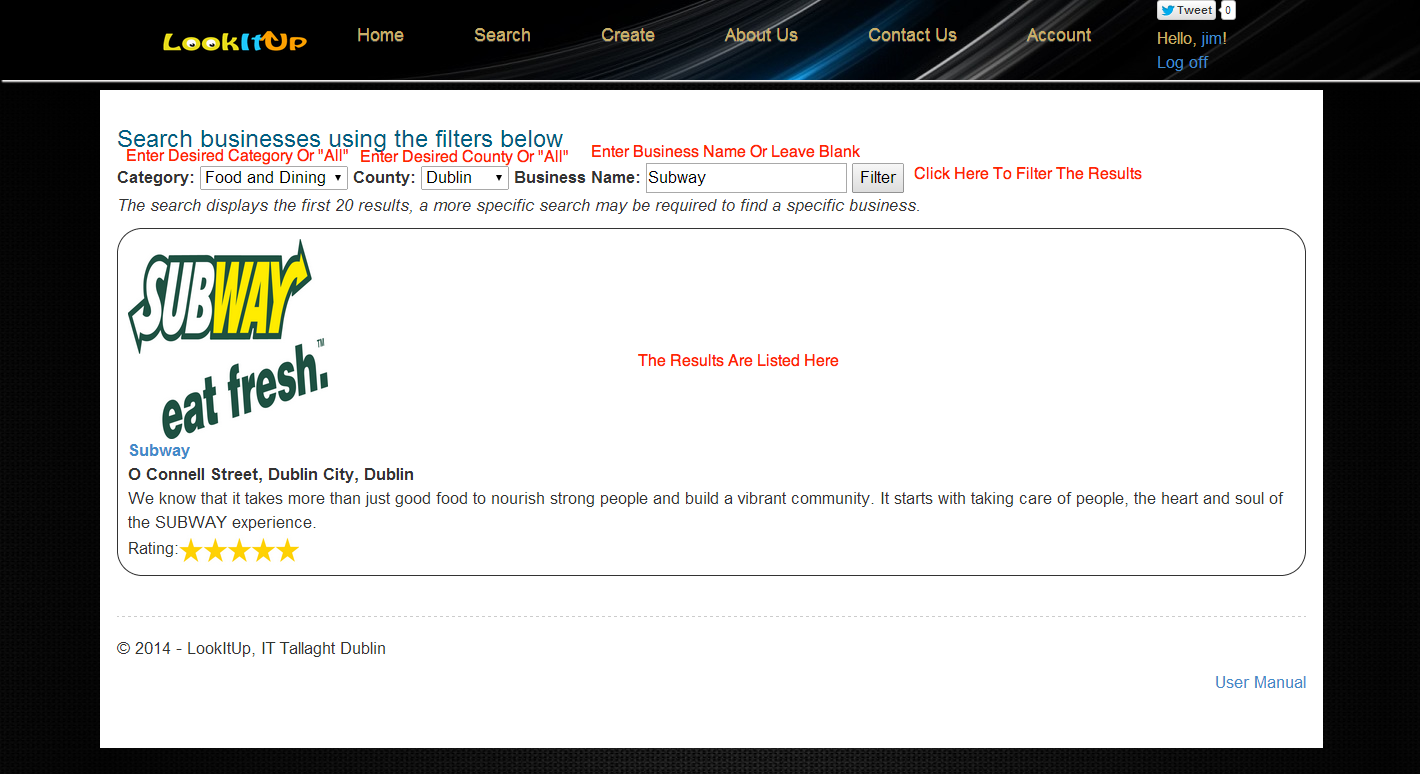 LookItUp Home Search Create About Us Contact Us Account
Tweet 0
Hello, jim!
Log off
Search businesses using the filters below
Enter Desired Category Or "All" Enter Desired County Or "All" Enter Business Name Or Leave Blank
Category: Food and Dining County: Dublin Business Name: Subway Filter Click Here To Filter The Results
The search displays the first 20 results, a more specific search may be required to find a specific business.
SUBWAY
eat fresh.™
The Results Are Listed Here
Subway
O Connell Street, Dublin City, Dublin
We know that it takes more than just good food to nourish strong people and build a vibrant community. It starts with taking care of people, the heart and soul of
the SUBWAY experience.
Rating:
© 2014 - LookItUp, IT Tallaght Dublin
User Manual